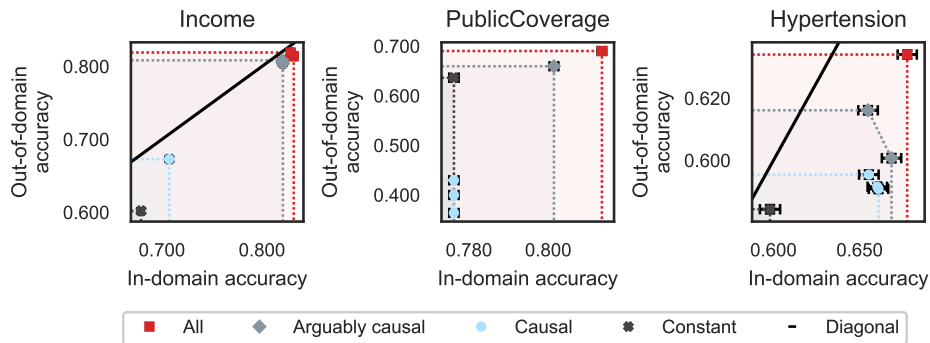 Income
PublicCoverage
Hypertension
Out-of-domain
accuracy
0.800
0.700
0.600
0.700
0.800
In-domain accuracy
Out-of-domain
accuracy
0.700
0.600
0.500
0.400
0.780
0.800
In-domain accuracy
Out-of-domain
accuracy
0.620
0.600
0.600
0.650
In-domain accuracy
All
Arguably causal
Causal
Constant
Diagonal